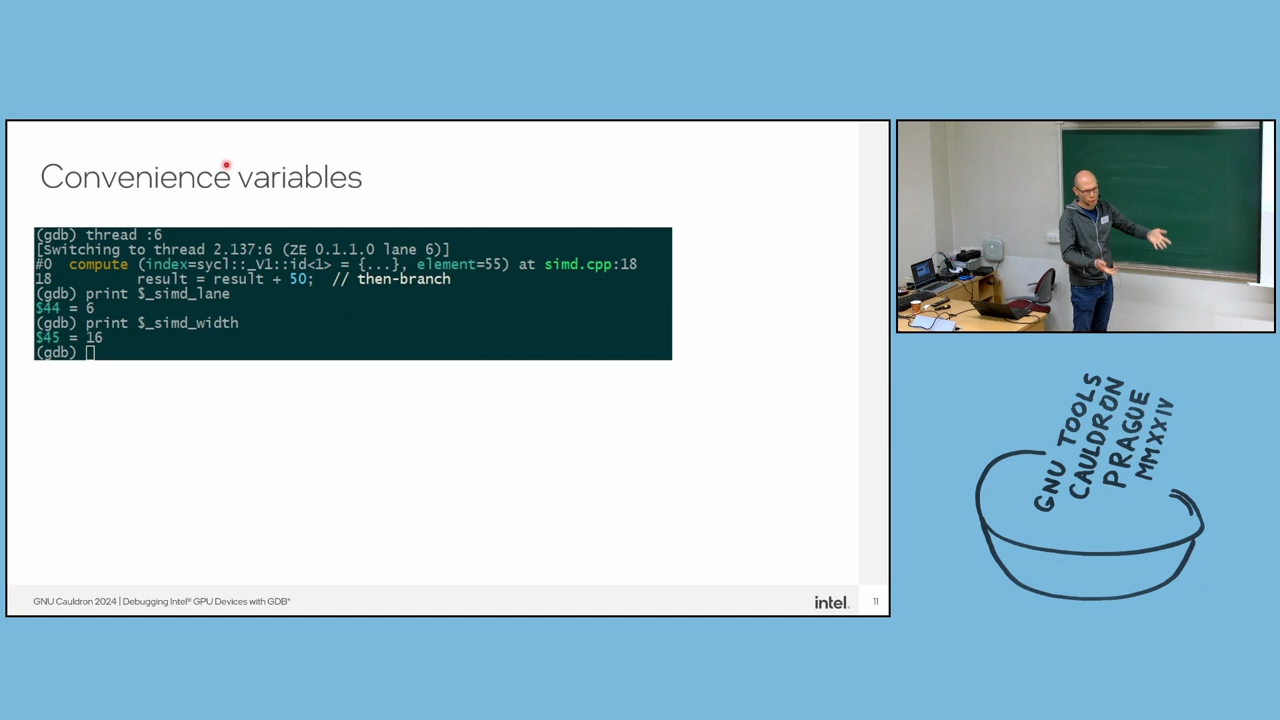 Convenience variables
(gdb) thread :6
[Switching to thread 2.137:6 (ZE 0.1.1.0 lane 6)]
#0  compute (index=sycl::_V1::id<1> = {...}, element=55) at simd.cpp:18
18          result = result + 50;  // then-branch
(gdb) print $_simd_lane
$44 = 6
(gdb) print $_simd_width
$45 = 16
(gdb)
GNU Cauldron 2024 | Debugging Intel® GPU Devices with GDB*
intel.
11
GNU TOOLS
CAULDRON
PRAGUE
MMXXIV